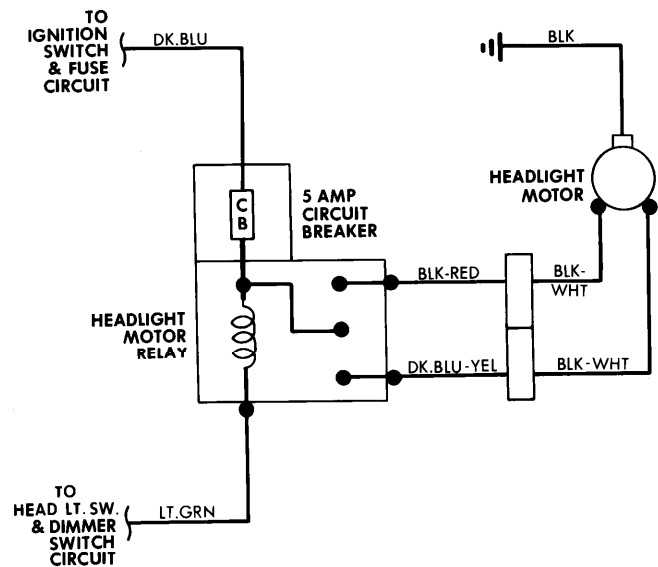 TO
IGNITION
SWITCH
& FUSE
CIRCUIT
DK.BLU
BLK
C
B
5 AMP
CIRCUIT
BREAKER
HEADLIGHT
MOTOR
BLK-RED
BLK-
WHT
HEADLIGHT
MOTOR
RELAY
DK.BLU-YEL
BLK-WHT
TO
HEAD LT. SW.
& DIMMER
SWITCH
CIRCUIT
LT.GRN